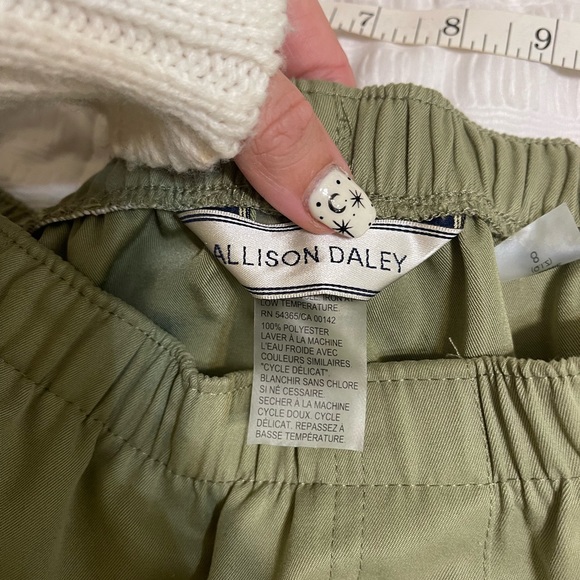 7 8 9
ALLISON DALEY
8
LOW TEMPERATURE
RN 54365/CA 00142
100% POLYESTER
LAVER À LA MACHINE
L'EAU FROIDE AVEC
COULEURS SIMILAIRES
"CYCLE DÉLICAT"
BLANCHIR SANS CHLORE
SI NÉ CESSAIRE
SECHER À LA MACHINE
CYCLE DOUX. CYCLE
DÉLICAT. REPASSEZ À
BASSE TEMPÉRATURE.